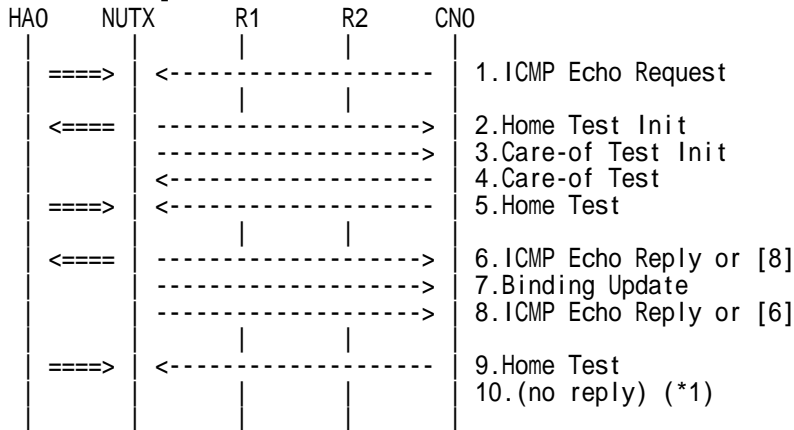 HA0 NUTX R1 R2 CN0
| | | | |
| ====> | <--------------------- | 1.ICMP Echo Request
| | | | |
| <==== | ---------------------> | 2.Home Test Init
| | ---------------------> | 3.Care-of Test Init
| | <--------------------- | 4.Care-of Test
| ====> | <--------------------- | 5.Home Test
| | | | |
| <==== | ---------------------> | 6.ICMP Echo Reply or [8]
| | ---------------------> | 7.Binding Update
| | ---------------------> | 8.ICMP Echo Reply or [6]
| | | | |
| ====> | <--------------------- | 9.Home Test
| | | | | 10.(no reply) (*1)
| | | | |